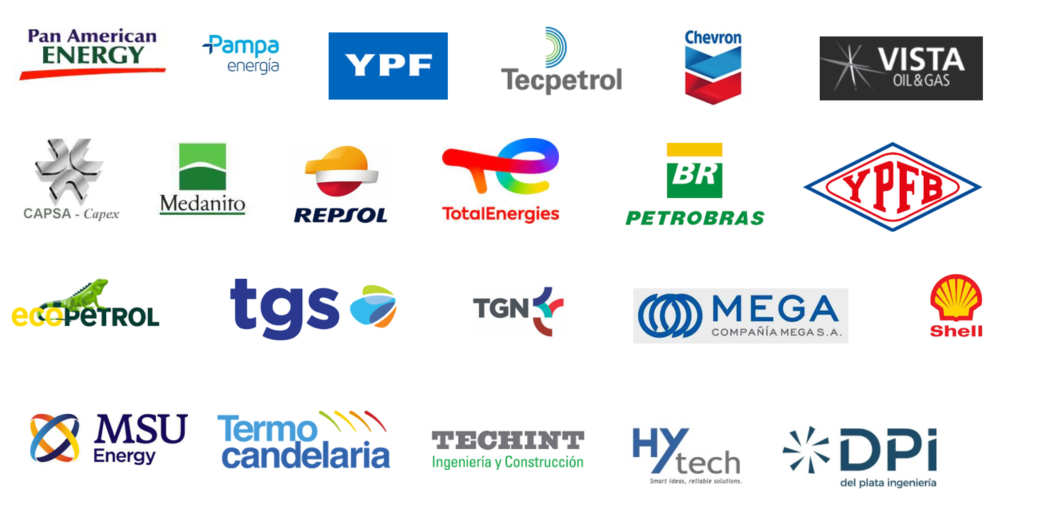 Pan American
ENERGY
Pampa
energía
YPF
Tecpetrol
Chevron
VISTA
OIL&GAS
CAPSA - Capex
Medanito
REPSOL
TotalEnergies
BR
PETROBRAS
YPFB
ecoPETROL
tgs
TGN
MEGA
COMPAÑÍA MEGA S.A.
Shell
MSU
Energy
Termo
candelaria
TECHINT
Ingeniería y Construcción
HYtech
Smart ideas, reliable solutions.
DPi
del plata ingeniería